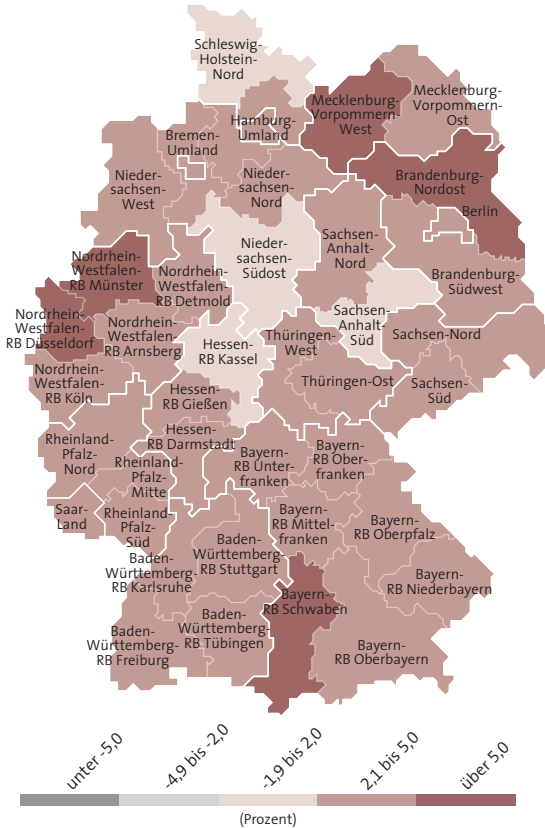 Schleswig-
Holstein-
Nord
Mecklenburg-
Vorpommern-
West
Mecklenburg-
Vorpommern-
Ost
Hamburg-
Umland
Bremen-
Umland
Nieder-
sachsen-
West
Nieder-
sachsen-
Nord
Brandenburg-
Nordost
Berlin
Nieder-
sachsen-
Südost
Sachsen-
Anhalt-
Nord
Nordrhein-
Westfalen-
RB Münster
Nordrhein-
Westfalen-
RB Detmold
Brandenburg-
Südwest
Nordrhein-
Westfalen-
RB Düsseldorf
Nordrhein-
Westfalen-
RB Arnsberg
Hessen-
RB Kassel
Thüringen-
West
Sachsen-
Anhalt-
Süd
Sachsen-Nord
Nordrhein-
Westfalen-
RB Köln
Hessen-
RB Gießen
Thüringen-Ost
Sachsen-
Süd
Rheinland-
Pfalz-
Nord
Hessen-
RB Darmstadt
Rheinland-
Pfalz-
Mitte
Bayern-
RB Unter-
franken
Bayern-
RB Ober-
franken
Saar-
Land
Rheinland-
Pfalz-
Süd
Bayern-
RB Mittel-
franken
Bayern-
RB Oberpfalz
Baden-
Württemberg-
RB Stuttgart
Baden-
Württemberg-
RB Karlsruhe
Bayern-
RB Schwaben
Bayern-
RB Niederbayern
Baden-
Württemberg-
RB Freiburg
Baden-
Württemberg-
RB Tübingen
Bayern-
RB Oberbayern
unter -5,0
-4,9 bis -2,0
-1,9 bis 2,0
2,1 bis 5,0
über 5,0
(Prozent)